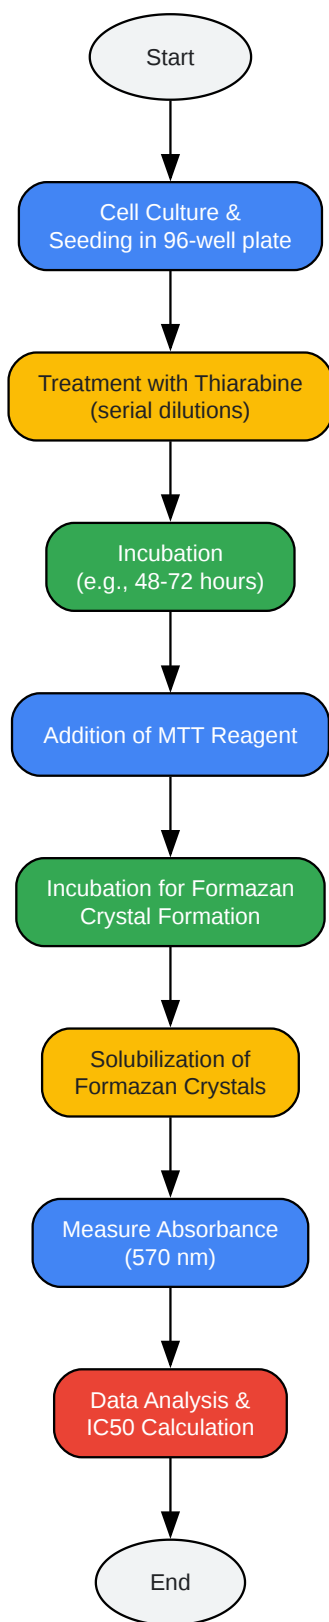 Start
Cell Culture &
Seeding in 96-well plate
Treatment with Thiarabine
(serial dilutions)
Incubation
(e.g., 48-72 hours)
Addition of MTT Reagent
Incubation for Formazan
Crystal Formation
Solubilization of
Formazan Crystals
Measure Absorbance
(570 nm)
Data Analysis &
IC50 Calculation
End